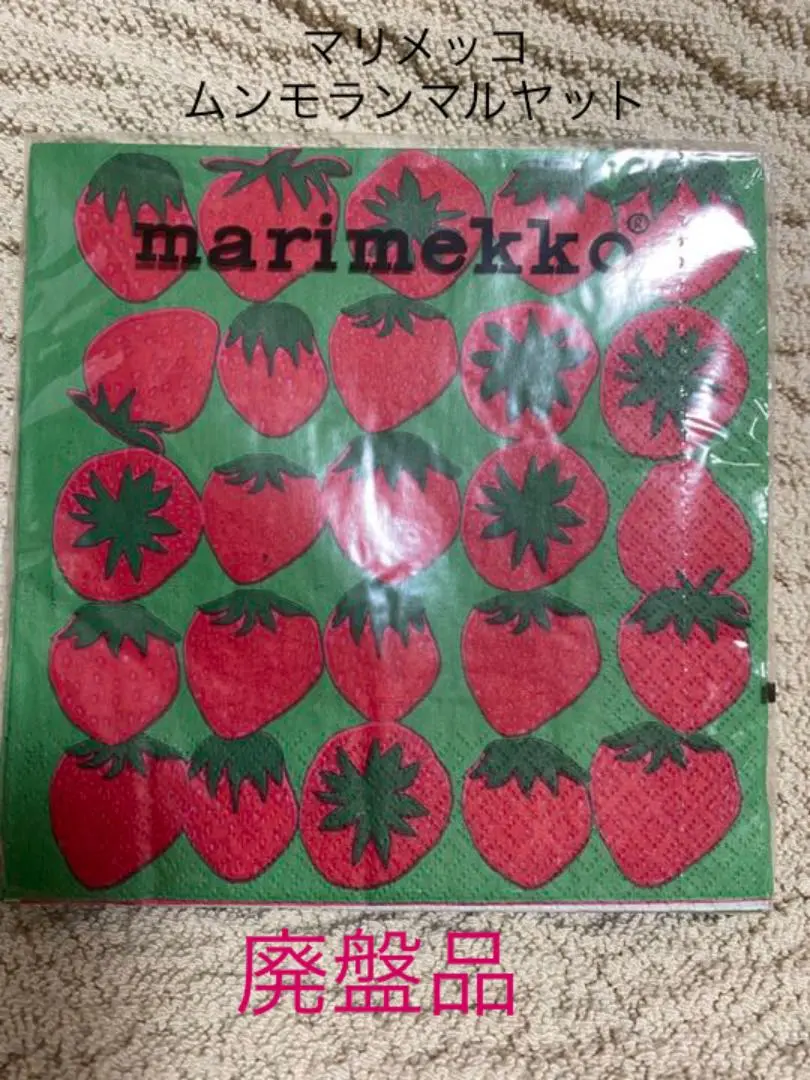 マリメッコ
ムンモランマルヤット
marimekko®
廃盤品